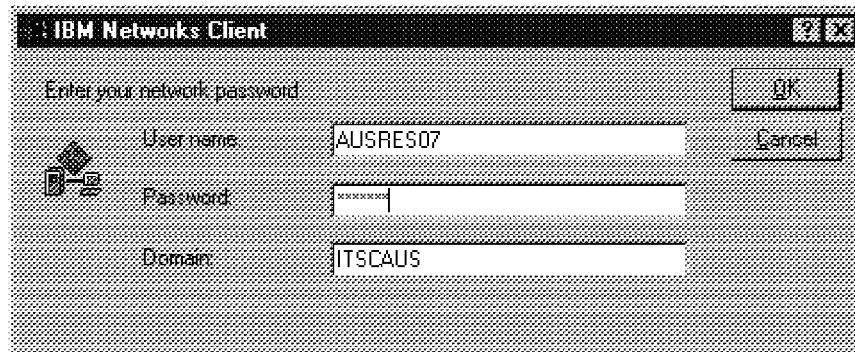 IBM Networks Client
Enter your network password
OK
User name: AUSRES07
Cancel
Password: *******
Domain: ITSCAUS